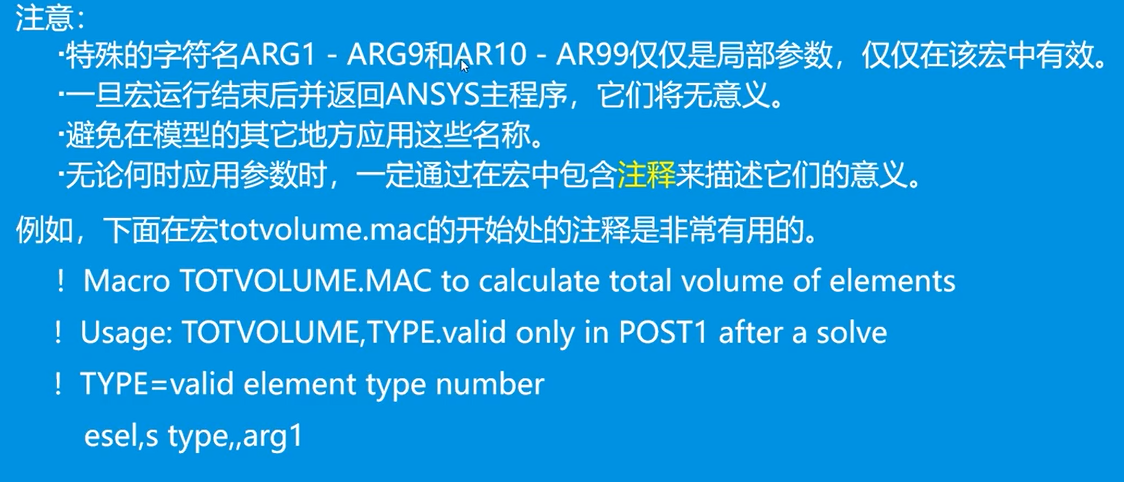 注意：
·特殊的字符名ARG1 - ARG9和AR10 - AR99仅仅是局部参数，仅仅在该宏中有效。
·一旦宏运行结束后并返回ANSYS主程序，它们将无意义。
·避免在模型的其它地方应用这些名称。
·无论何时应用参数时，一定通过在宏中包含注释来描述它们的意义。
例如，下面在宏totvolume.mac的开始处的注释是非常有用的。
！Macro TOTVOLUME.MAC to calculate total volume of elements
！Usage: TOTVOLUME,TYPE.valid only in POST1 after a solve
！TYPE=valid element type number
esel,s type,,arg1